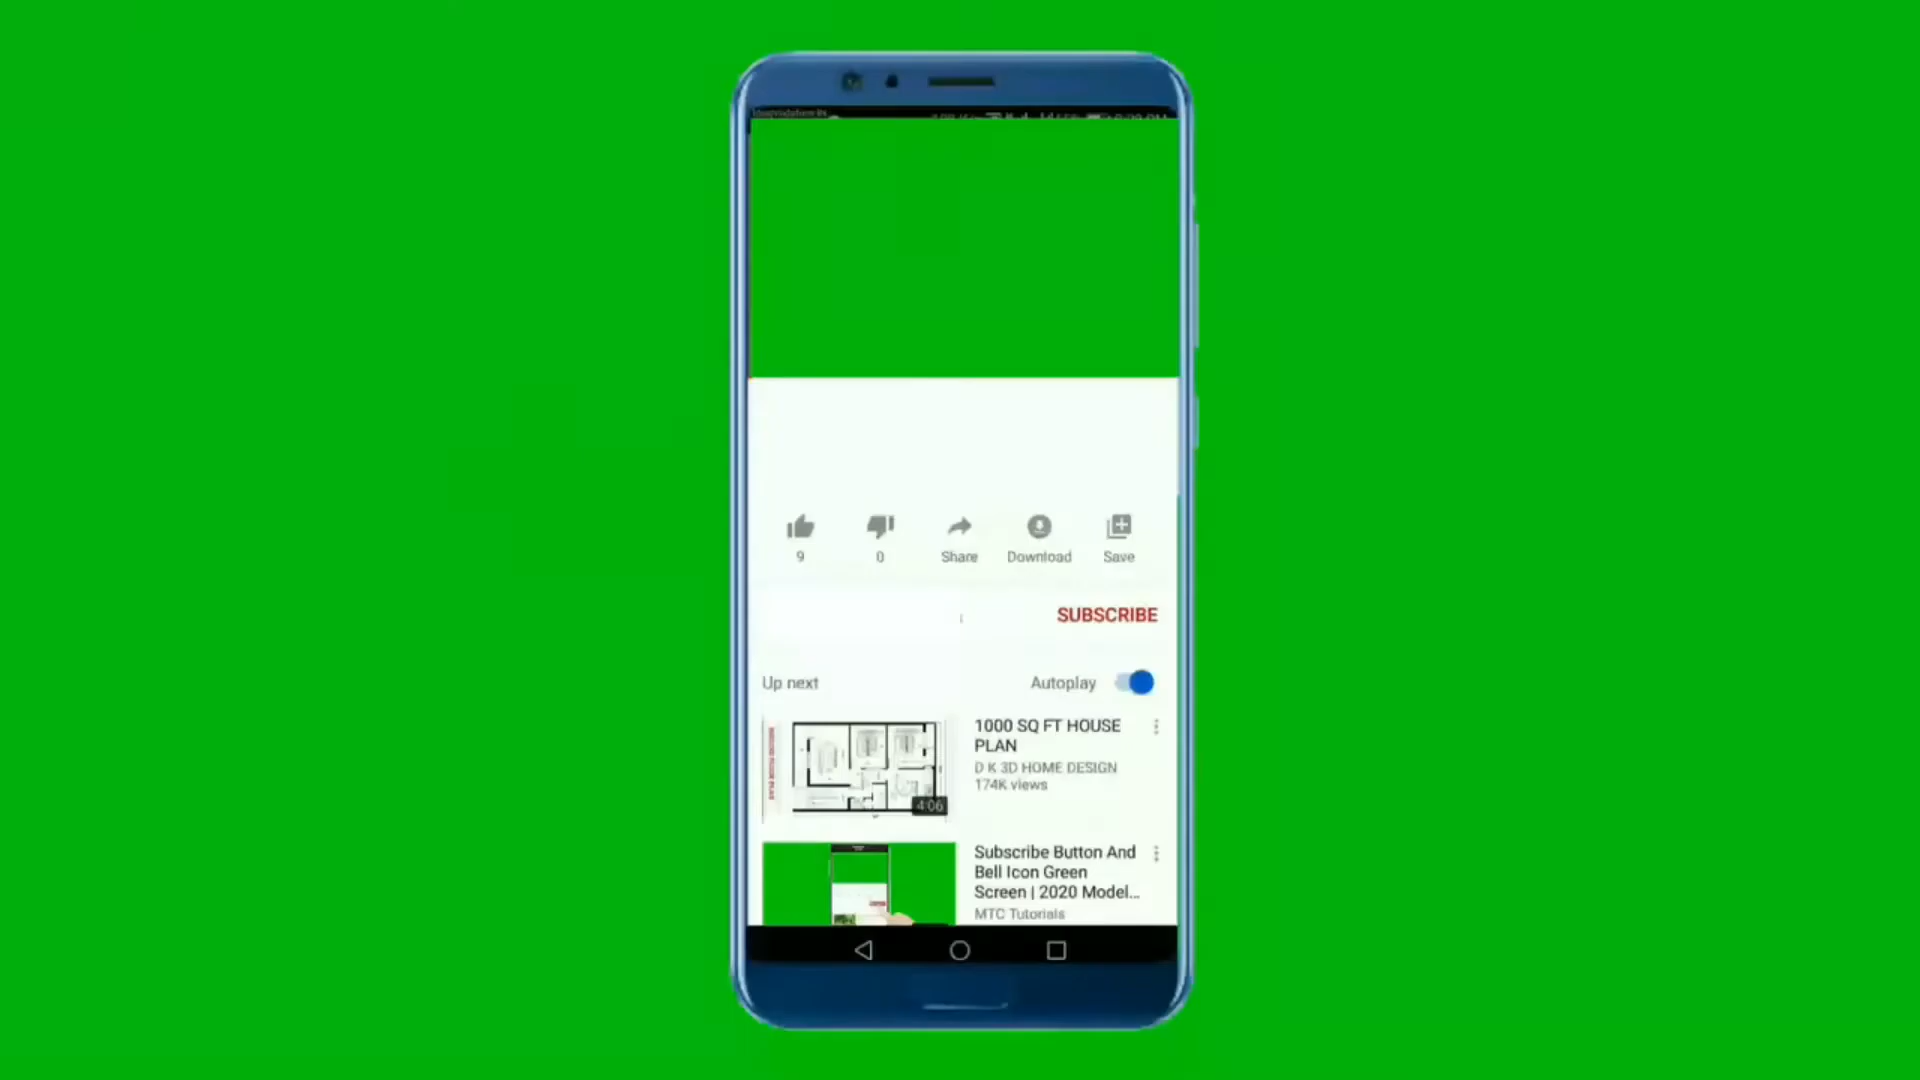 9
0
Share
Download
Save
SUBSCRIBE
Up next
Autoplay
1000 SQ FT HOUSE
PLAN
D K 3D HOME DESIGN
174K views
4:06
Subscribe Button And
Bell Icon Green
Screen | 2020 Model...
MTC Tutorials